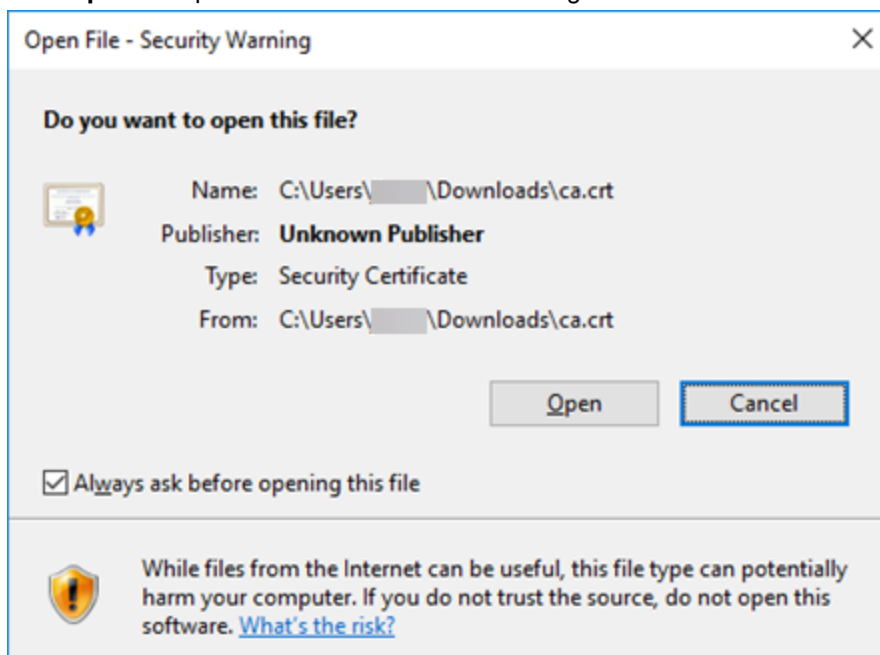 Open File - Security Warning
Do you want to open this file?
Name: C:\Users\ \Downloads\ca.crt
Publisher: Unknown Publisher
Type: Security Certificate
From: C:\Users\ \Downloads\ca.crt
Open Cancel
Always ask before opening this file
While files from the Internet can be useful, this file type can potentially
harm your computer. If you do not trust the source, do not open this
software. What's the risk?